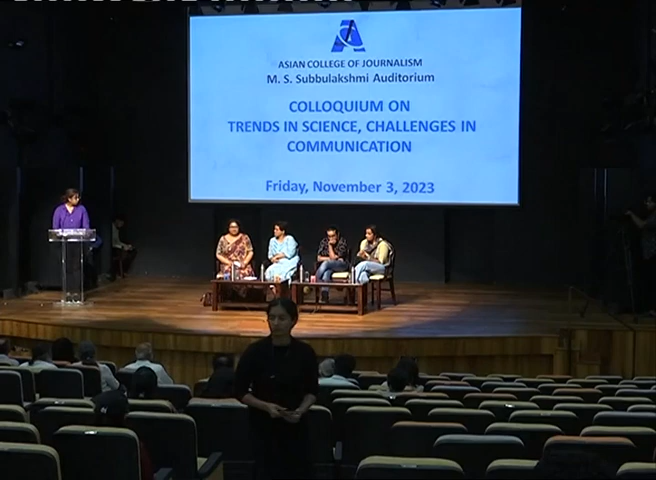 ASIAN COLLEGE OF JOURNALISM
M. S. Subbulakshmi Auditorium
COLLOQUIUM ON
TRENDS IN SCIENCE, CHALLENGES IN
COMMUNICATION
Friday, November 3, 2023